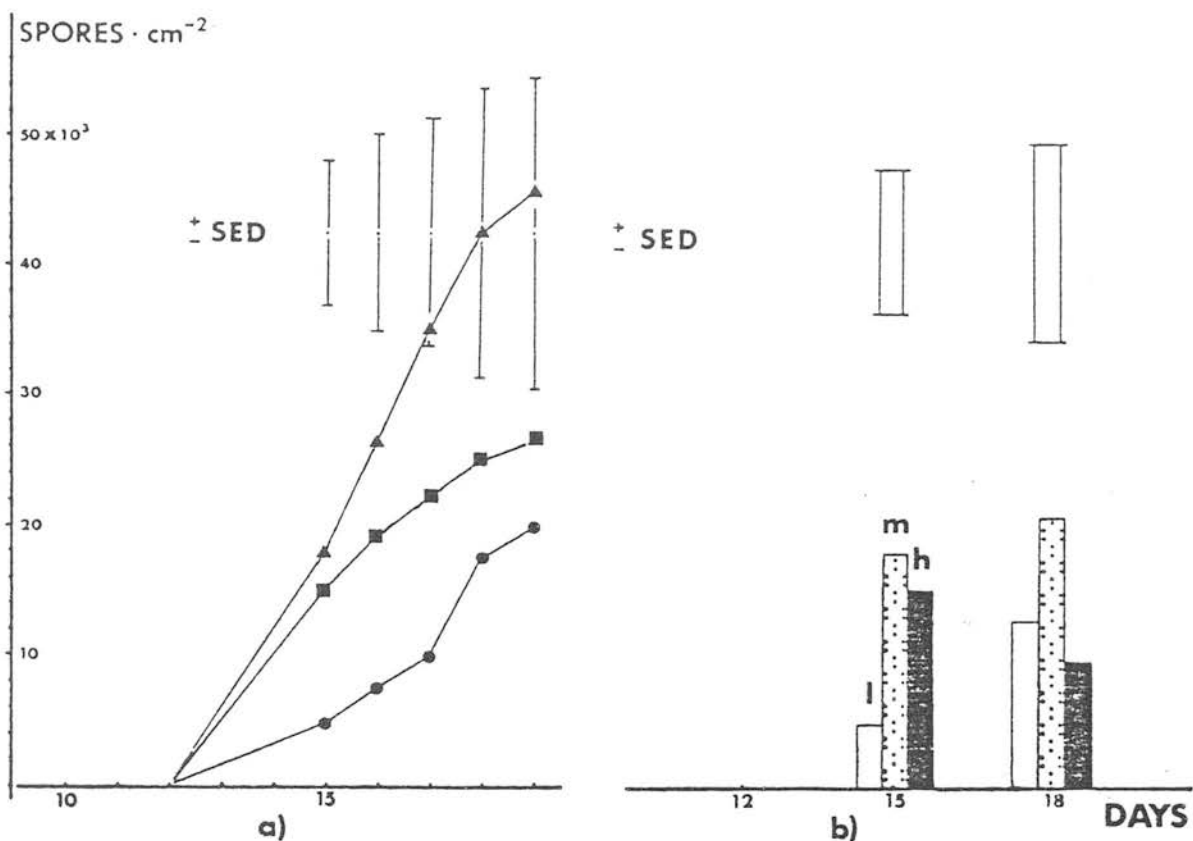 SPORES · cm⁻²
50 x 10³
± SED
40
30
20
10
10
15
a)
± SED
m
h
l
12
15
18
DAYS
b)